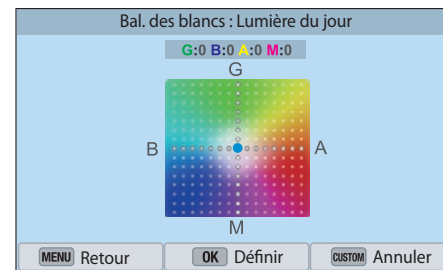 Bal. des blancs : Lumière du jour
G:0 B:0 A:0 M:0
G
B A
M
MENU Retour OK Définir CUSTOM Annuler